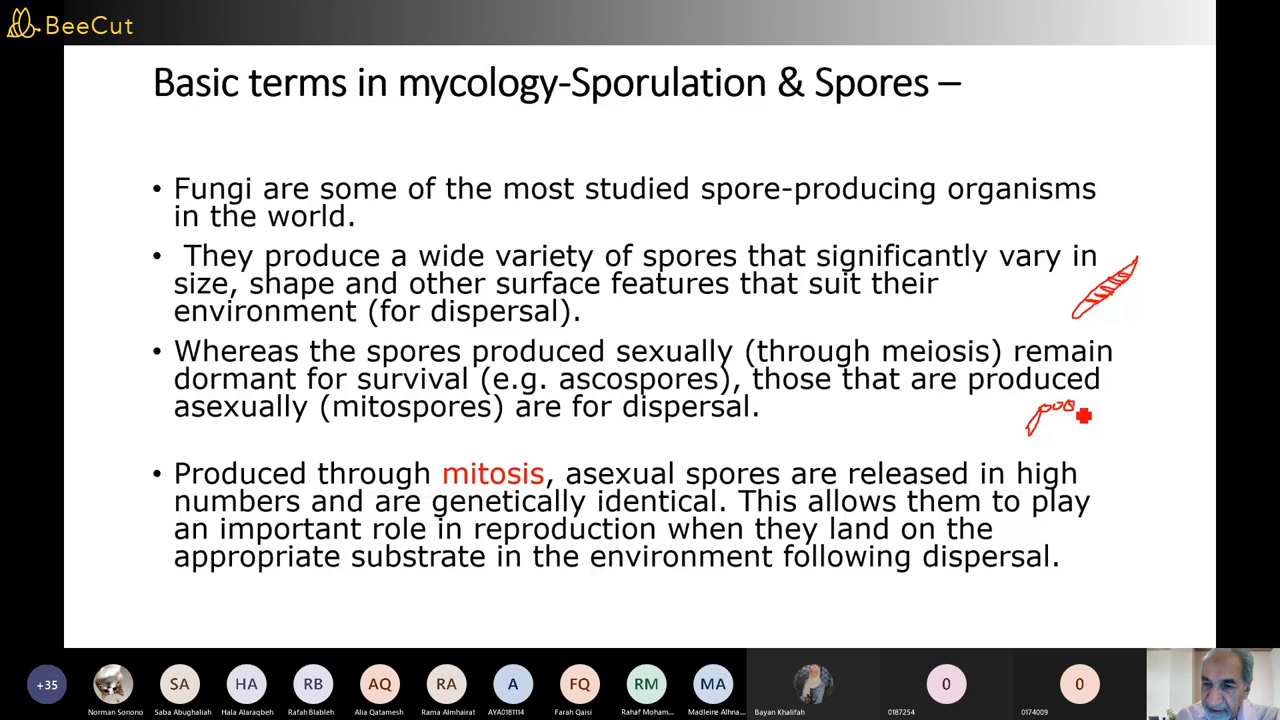 BeeCut
Basic terms in mycology-Sporulation & Spores –
• Fungi are some of the most studied spore-producing organisms
in the world.
• They produce a wide variety of spores that significantly vary in
size, shape and other surface features that suit their
environment (for dispersal).
• Whereas the spores produced sexually (through meiosis) remain
dormant for survival (e.g. ascospores), those that are produced
asexually (mitospores) are for dispersal.
• Produced through mitosis, asexual spores are released in high
numbers and are genetically identical. This allows them to play
an important role in reproduction when they land on the
appropriate substrate in the environment following dispersal.
+35 SA HA RB AQ RA A FQ RM MA 0 0
Norman Sonono Saba Abughaliah Hala Alaraqbeh Rafah Blableh Alia Qatamesh Rama Almhairat AYA0181114 Farah Qaisi Rahaf Moham... Madleine Alhna... Bayan Khalifah 0187254 0174009